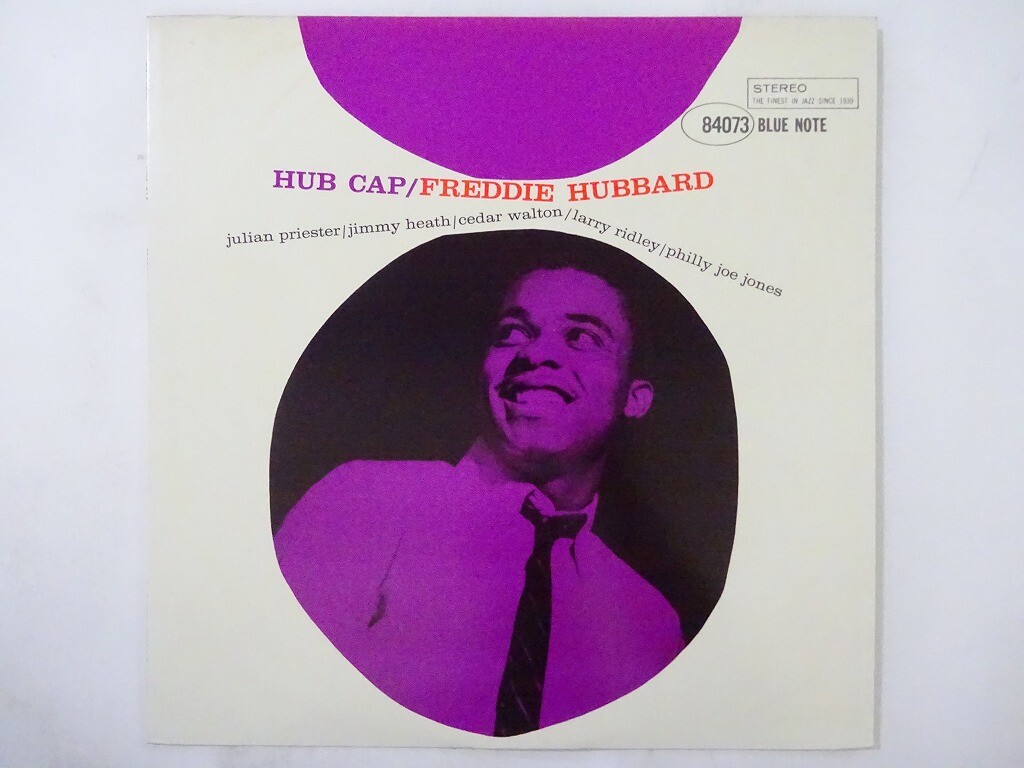 STEREO
THE FINEST IN JAZZ SINCE 1939
84073 BLUE NOTE
HUB CAP/FREDDIE HUBBARD
julian priester/jimmy heath/cedar walton/larry ridley/philly joe jones